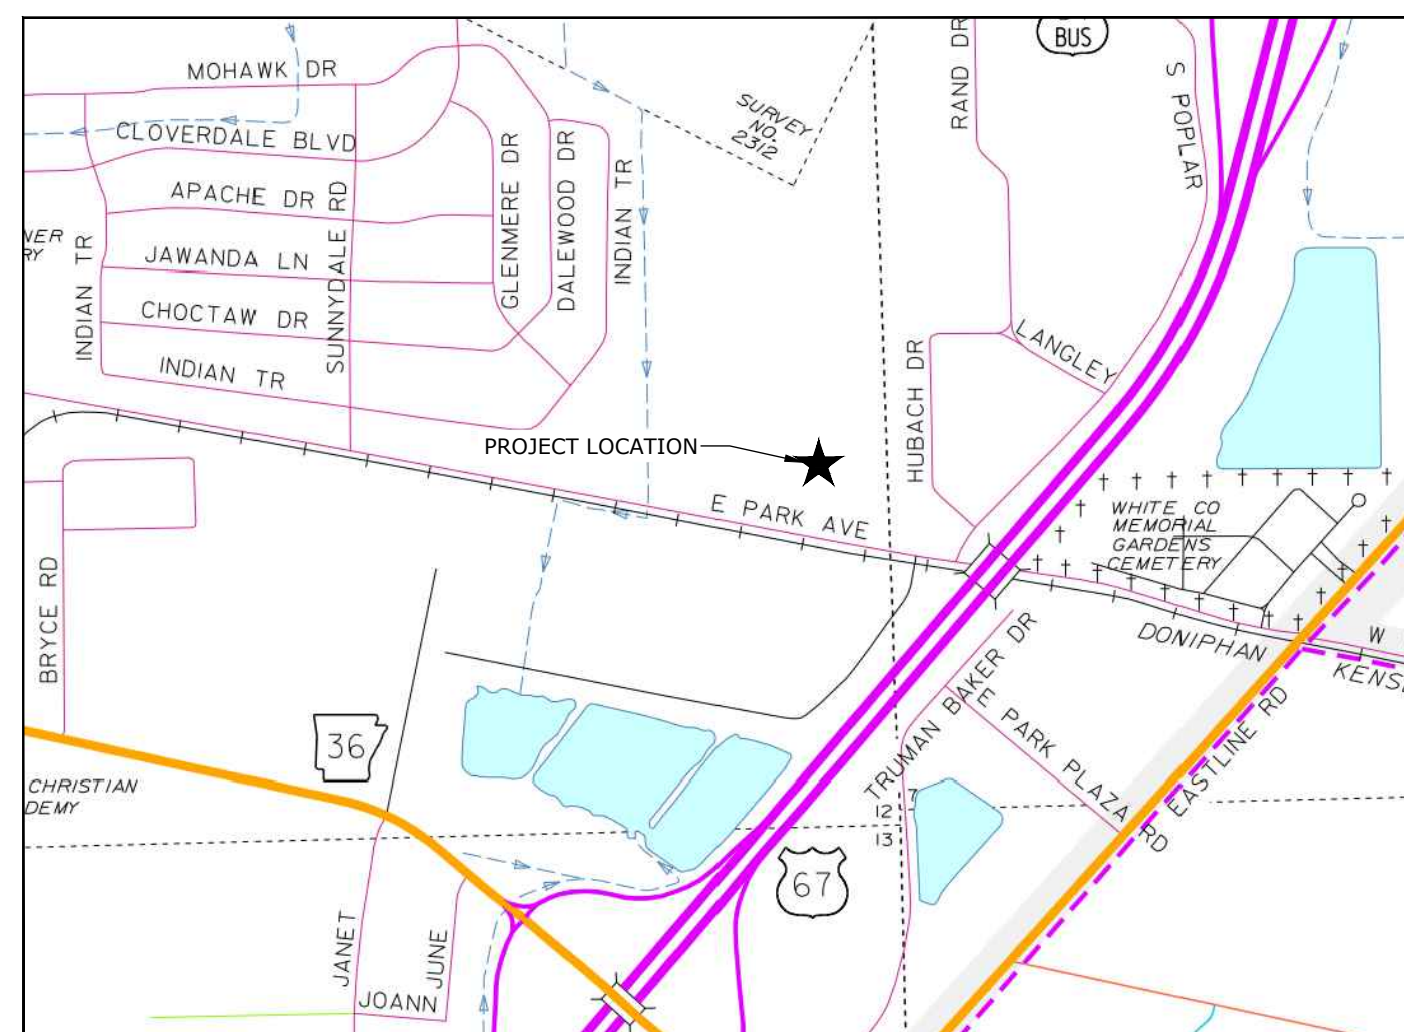 BUS
MOHAWK DR
CLOVERDALE BLVD
APACHE DR
JAWANDA LN
CHOCTAW DR
INDIAN TR
INDIAN TR
SUNNYDALE RD
GLENMERE DR
DALEWOOD DR
INDIAN TR
SURVEY
NO.
2312
RAND DR
S POPLAR
LANGLEY
HUBACH DR
PROJECT LOCATION
E PARK AVE
WHITE CO
MEMORIAL
GARDENS
CEMETERY
BRYCE RD
DONIPHAN
W
KENS
TRUMAN BAKER DR
E PARK PLAZA RD
EASTLINE RD
36
CHRISTIAN
DEMY
7
12
13
67
JANET
JUNE
JOANN